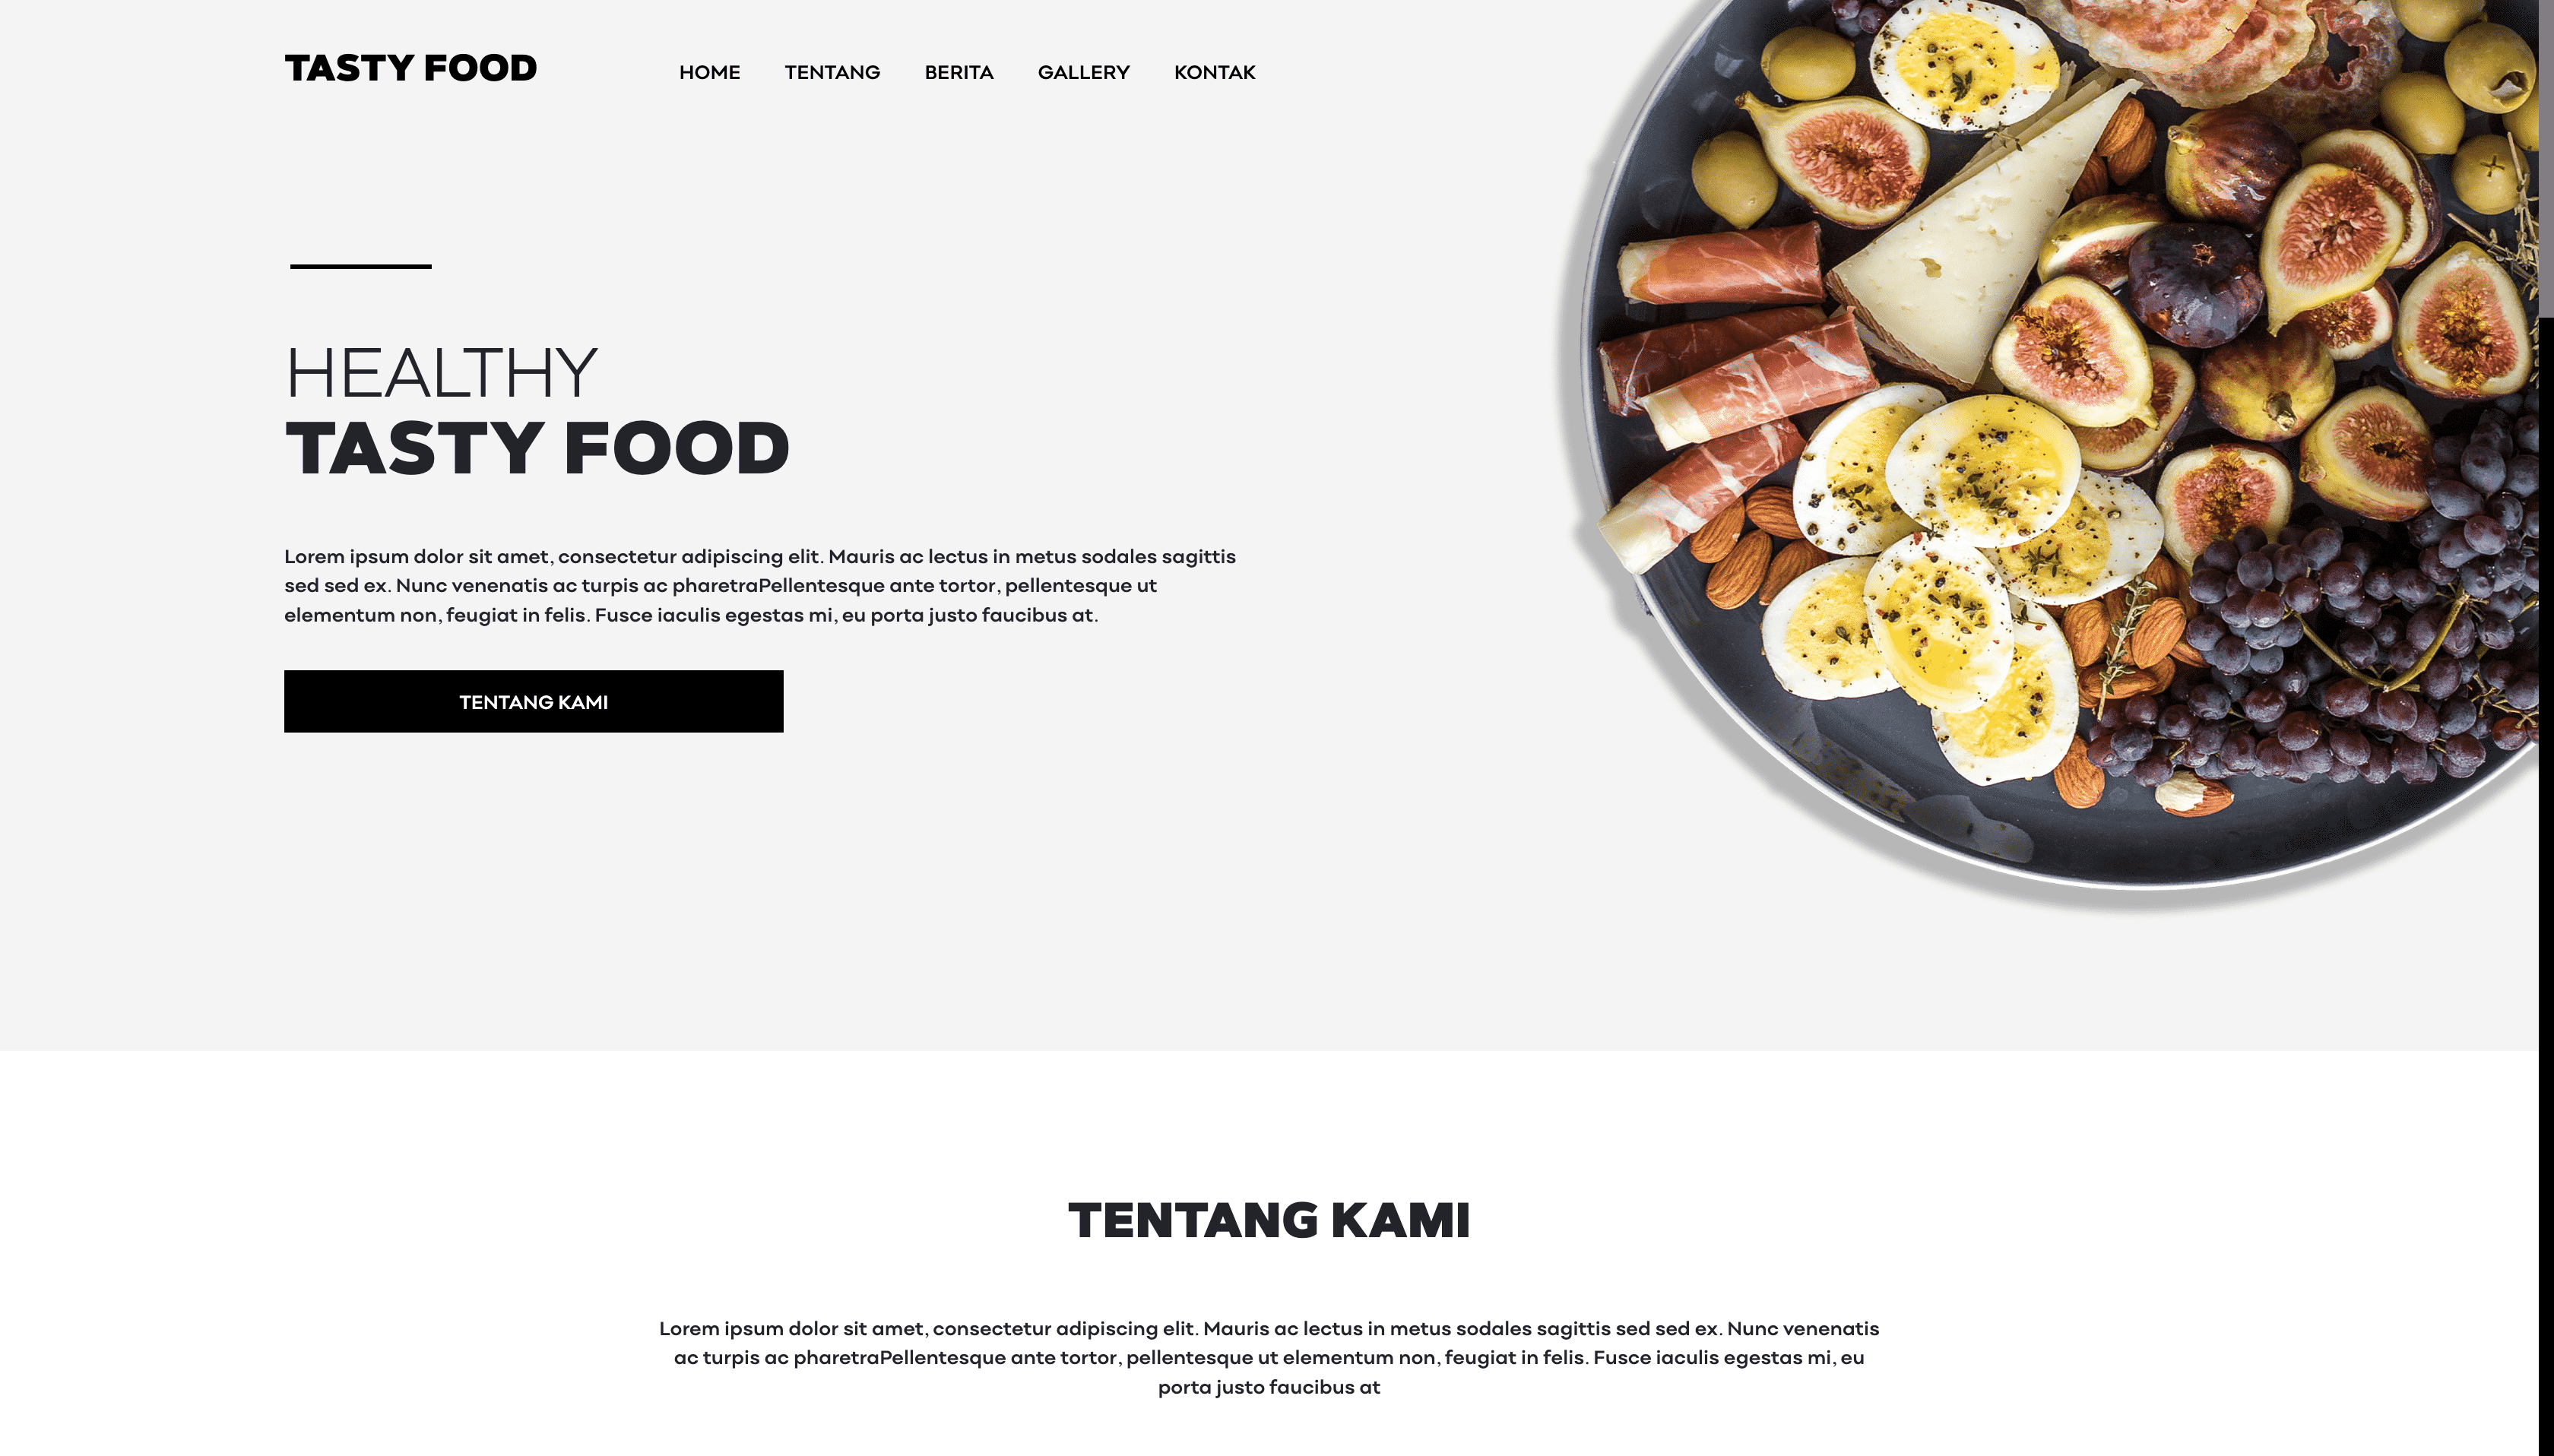 TASTY FOOD
HOME TENTANG BERITA GALLERY KONTAK
HEALTHY
TASTY FOOD
Lorem ipsum dolor sit amet, consectetur adipiscing elit. Mauris ac lectus in metus sodales sagittis
sed sed ex. Nunc venenatis ac turpis ac pharetraPellentesque ante tortor, pellentesque ut
elementum non, feugiat in felis. Fusce iaculis egestas mi, eu porta justo faucibus at.
TENTANG KAMI
TENTANG KAMI
Lorem ipsum dolor sit amet, consectetur adipiscing elit. Mauris ac lectus in metus sodales sagittis sed sed ex. Nunc venenatis
ac turpis ac pharetraPellentesque ante tortor, pellentesque ut elementum non, feugiat in felis. Fusce iaculis egestas mi, eu
porta justo faucibus at